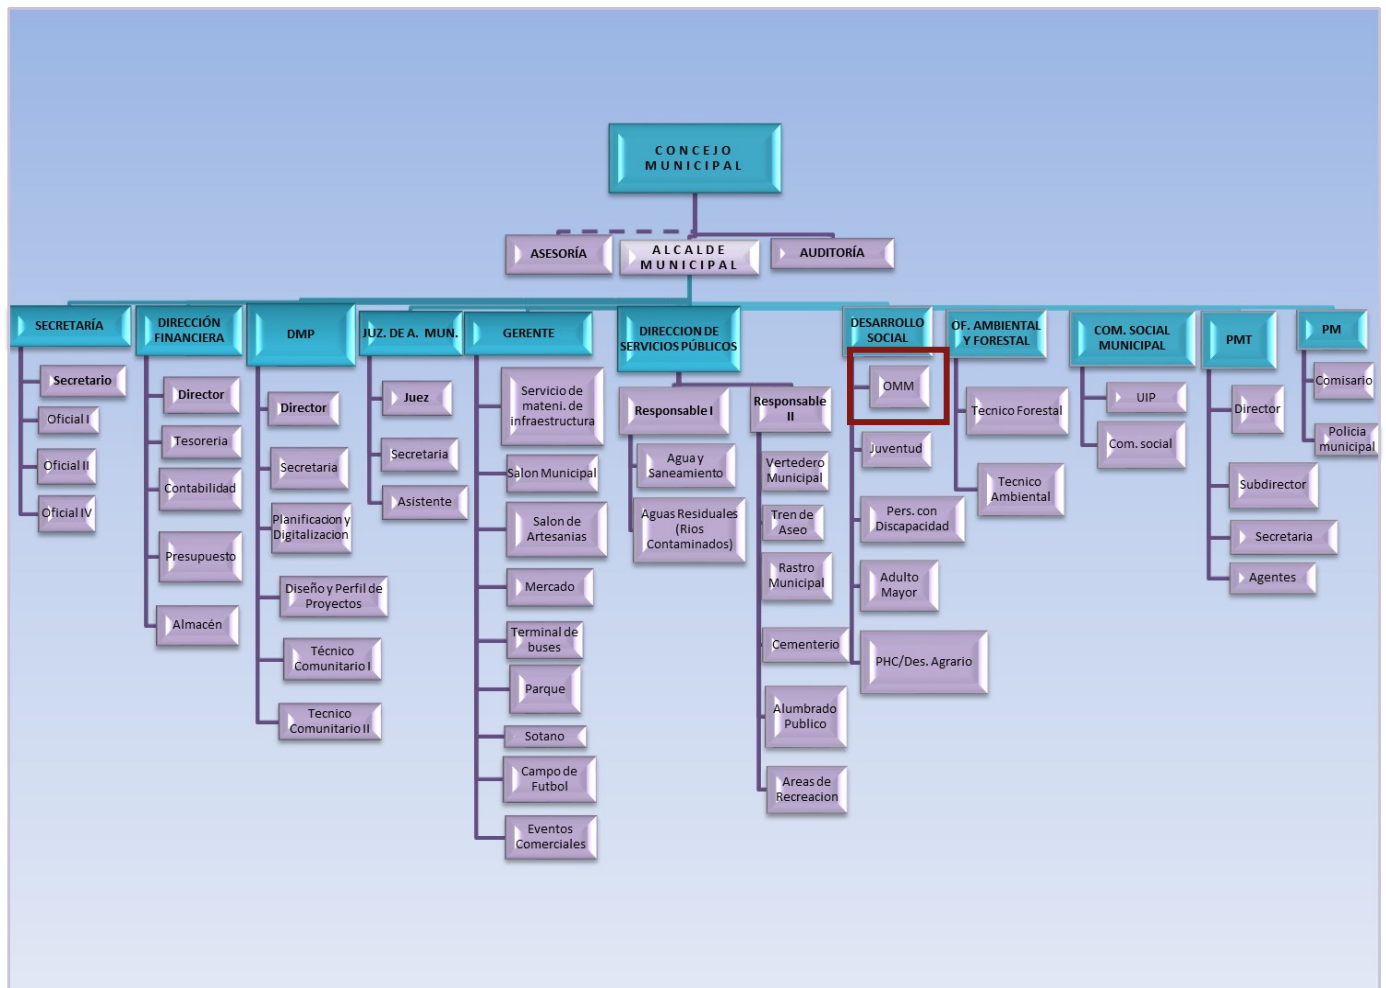 CONCEJO
MUNICIPAL
ASESORÍA
ALCALDE
MUNICIPAL
AUDITORÍA
SECRETARÍA
Secretario
Oficial I
Oficial II
Oficial IV
DIRECCIÓN
FINANCIERA
Director
Tesoreria
Contabilidad
Presupuesto
Almacén
DMP
Director
Secretaria
Planificacion y
Digitalizacion
Diseño y Perfil de
Proyectos
Técnico
Comunitario I
Tecnico
Comunitario II
JUZ. DE A. MUN.
Juez
Secretaria
Asistente
GERENTE
Servicio de
mateni. de
infraestructura
Salon Municipal
Salon de
Artesanias
Mercado
Terminal de
buses
Parque
Sotano
Campo de
Futbol
Eventos
Comerciales
DIRECCION DE
SERVICIOS PÚBLICOS
Responsable I
Agua y
Saneamiento
Aguas Residuales
(Rios
Contaminados)
Responsable
II
Vertedero
Municipal
Tren de
Aseo
Rastro
Municipal
Cementerio
Alumbrado
Publico
Areas de
Recreacion
DESARROLLO
SOCIAL
OMM
Juventud
Pers. con
Discapacidad
Adulto
Mayor
PHC/Des. Agrario
OF. AMBIENTAL
Y FORESTAL
Tecnico Forestal
Tecnico
Ambiental
COM. SOCIAL
MUNICIPAL
UIP
Com. social
PMT
Director
Subdirector
Secretaria
Agentes
PM
Comisario
Policia
municipal